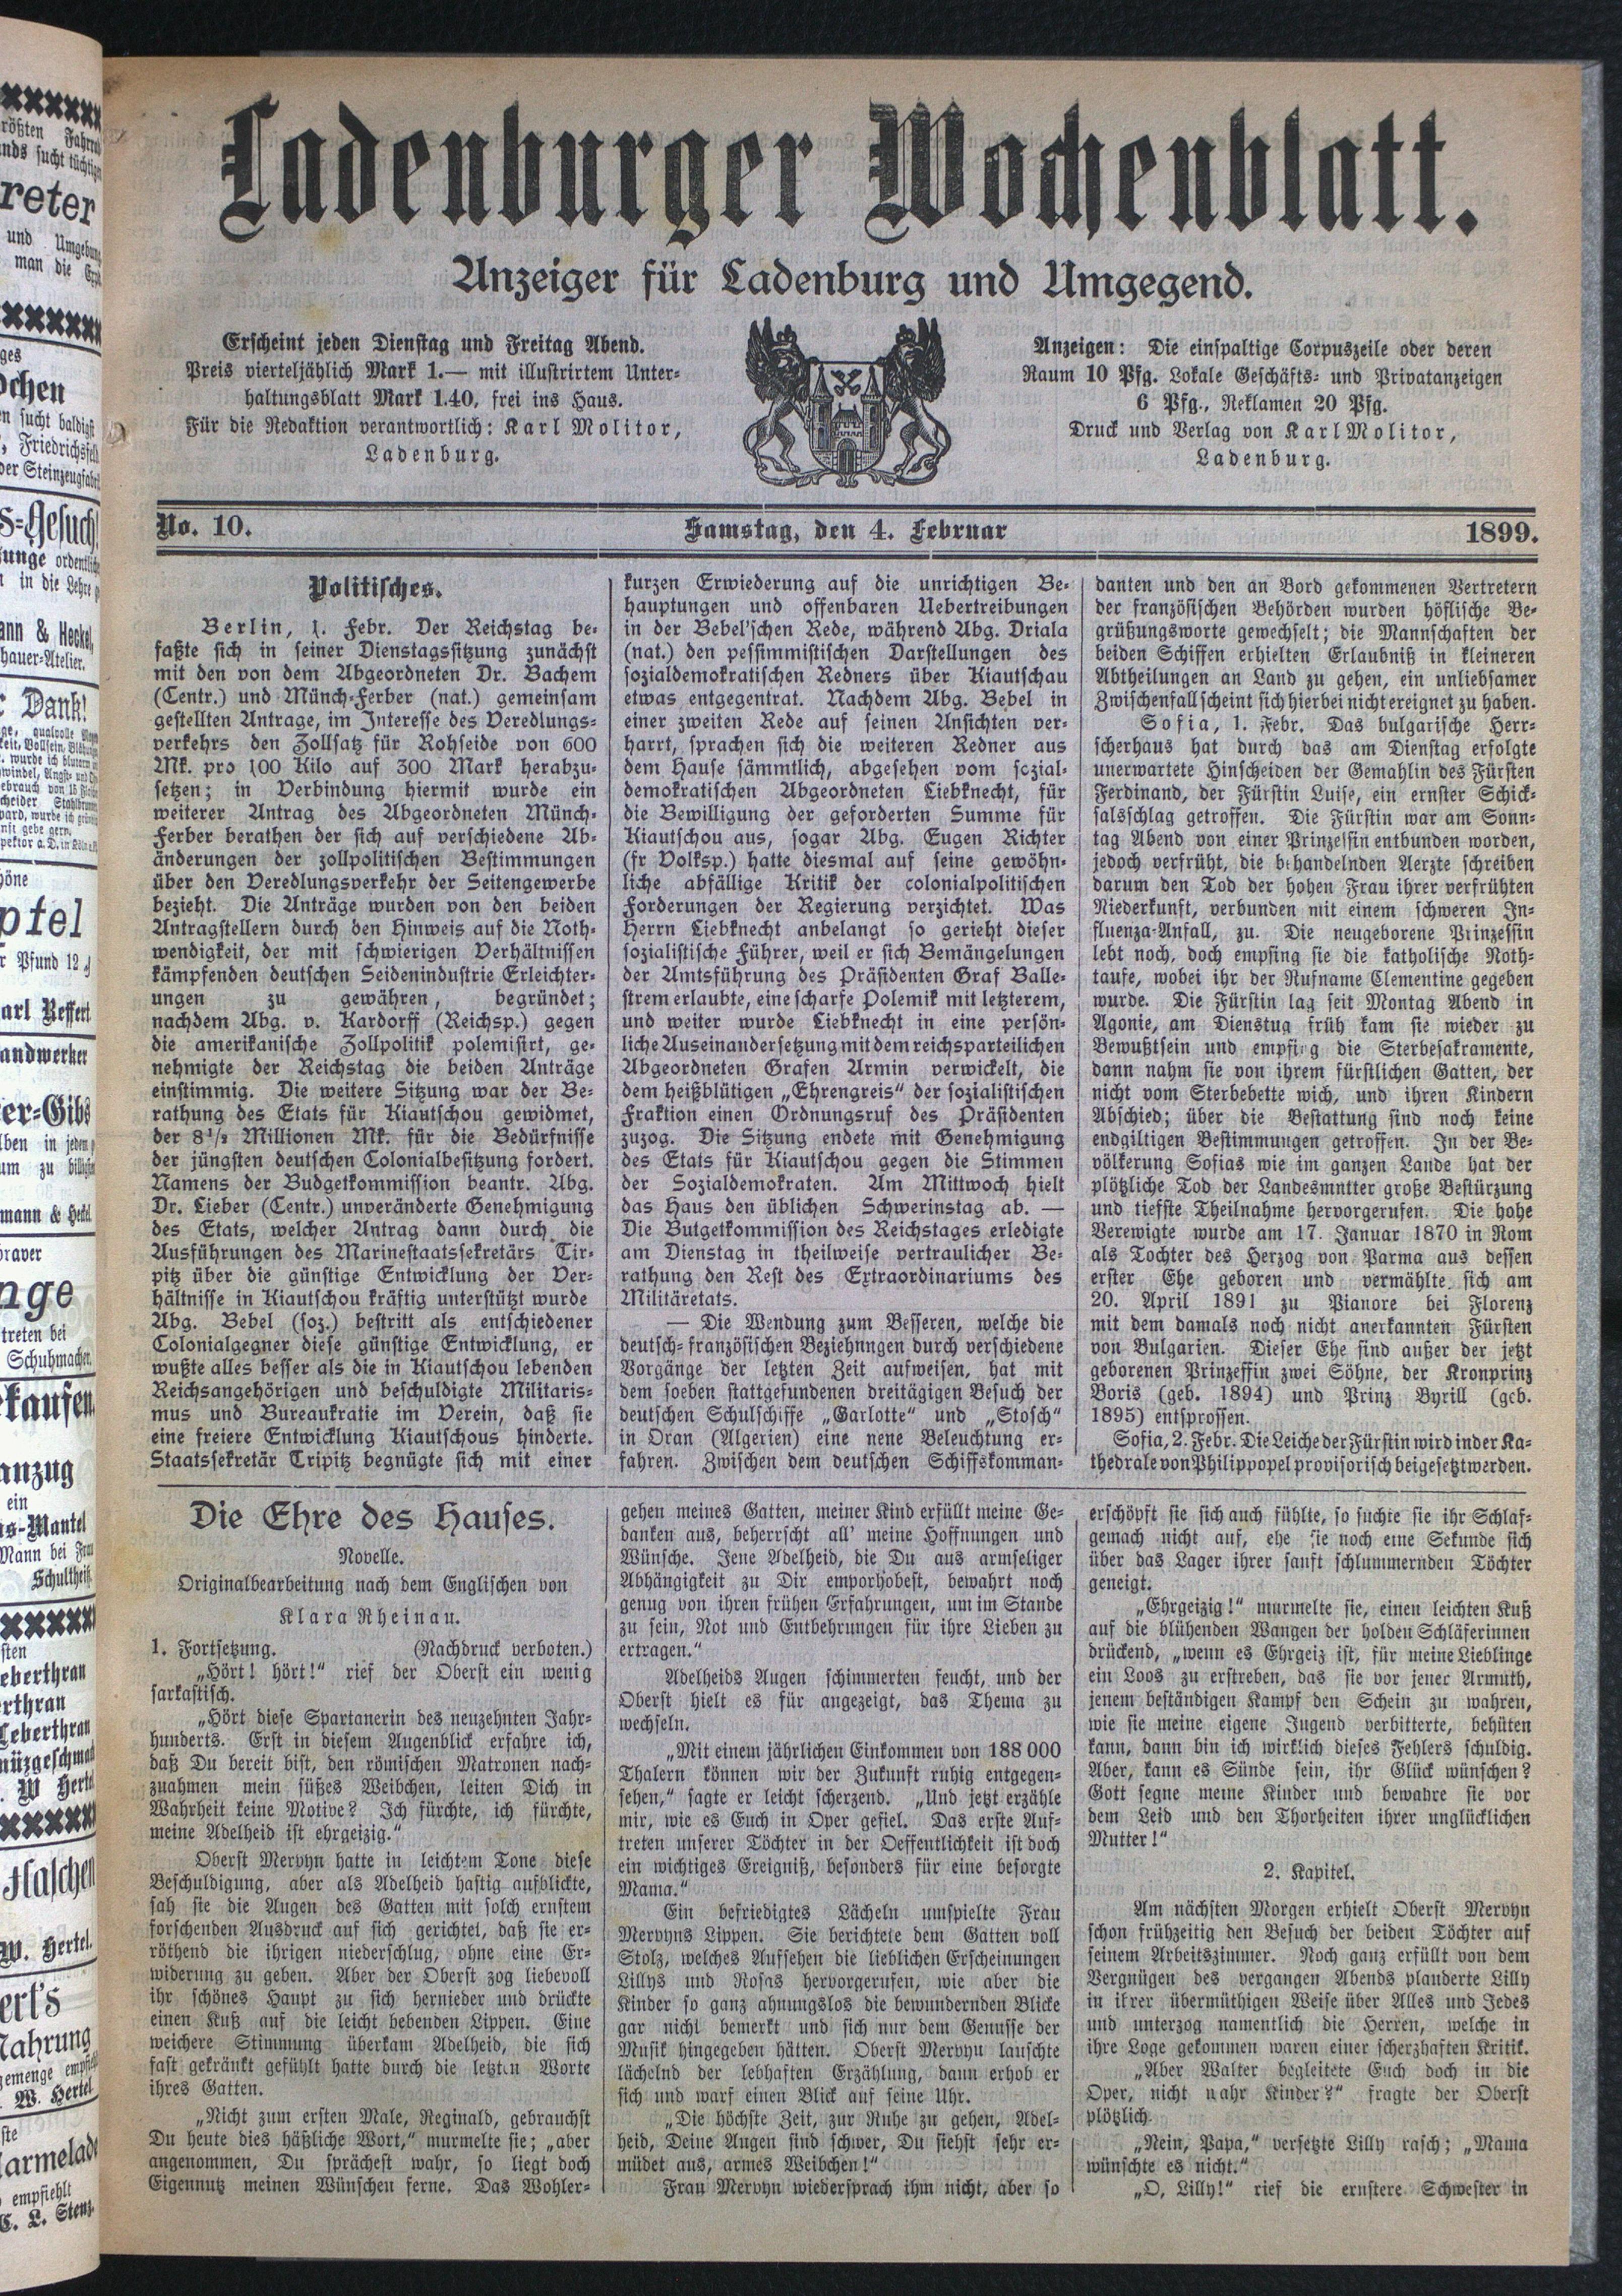 Ladenburger Wochenblatt.
Anzeiger für Ladenburg und Umgegend.
Erscheint jeden Dienstag und Freitag Abend.
Preis vierteljählich Mark 1.— mit illustrirtem Unter-
haltungsblatt Mark 1.40, frei ins Haus.
Für die Redaktion verantwortlich: Karl Molitor,
Ladenburg.
Anzeigen: Die einspaltige Corpuszeile oder deren
Raum 10 Pfg. Lokale Geschäfts- und Privatanzeigen
6 Pfg., Reklamen 20 Pfg.
Druck und Verlag von Karl Molitor,
Ladenburg.
No. 10. Samstag, den 4. Februar 1899.
Politisches.
Berlin, 1. Febr. Der Reichstag be-
faßte sich in seiner Dienstagssitzung zunächst
mit den von dem Abgeordneten Dr. Bachem
(Centr.) und Münch-Ferber (nat.) gemeinsam
gestellten Antrage, im Interesse des Veredlungs-
verkehrs den Zollsatz für Rohseide von 600
Mk. pro 100 Kilo auf 300 Mark herabzu-
setzen; in Verbindung hiermit wurde ein
weiterer Antrag des Abgeordneten Münch-
Ferber berathen der sich auf verschiedene Ab-
änderungen der zollpolitischen Bestimmungen
über den Veredlungsverkehr der Seitengewerbe
bezieht. Die Anträge wurden von den beiden
Antragstellern durch den Hinweis auf die Noth-
wendigkeit, der mit schwierigen Verhältnissen
kämpfenden deutschen Seidenindustrie Erleichter-
ungen zu gewähren, begründet;
nachdem Abg. v. Kardorff (Reichsp.) gegen
die amerikanische Zollpolitik polemisirt, ge-
nehmigte der Reichstag die beiden Anträge
einstimmig. Die weitere Sitzung war der Be-
rathung des Etats für Kiautschou gewidmet,
der 8½ Millionen Mk. für die Bedürfnisse
der jüngsten deutschen Colonialbesitzung fordert.
Namens der Budgetkommission beantr. Abg.
Dr. Lieber (Centr.) unveränderte Genehmigung
des Etats, welcher Antrag dann durch die
Ausführungen des Marinestaatssekretärs Tir-
pitz über die günstige Entwicklung der Ver-
hältnisse in Kiautschou kräftig unterstützt wurde
Abg. Bebel (soz.) bestritt als entschiedener
Colonialgegner diese günstige Entwicklung, er
wußte alles besser als die in Kiautschou lebenden
Reichsangehörigen und beschuldigte Militaris-
mus und Bureaukratie im Verein, daß sie
eine freiere Entwicklung Kiautschous hinderte.
Staatssekretär Tripitz begnügte sich mit einer
kurzen Erwiederung auf die unrichtigen Be-
hauptungen und offenbaren Uebertreibungen
in der Bebel'schen Rede, während Abg. Driala
(nat.) den pessimmistischen Darstellungen des
sozialdemokratischen Redners über Kiautschau
etwas entgegentrat. Nachdem Abg. Bebel in
einer zweiten Rede auf seinen Ansichten ver-
harrt, sprachen sich die weiteren Redner aus
dem Hause sämmtlich, abgesehen vom sozial-
demokratischen Abgeordneten Liebknecht, für
die Bewilligung der geforderten Summe für
Kiautschou aus, sogar Abg. Eugen Richter
(fr Volksp.) hatte diesmal auf seine gewöhn-
liche abfällige Kritik der colonialpolitischen
Forderungen der Regierung verzichtet. Was
Herrn Liebknecht anbelangt so gerieht dieser
sozialistische Führer, weil er sich Bemängelungen
der Amtsführung des Präsidenten Graf Balle-
strem erlaubte, eine scharfe Polemik mit letzterem,
und weiter wurde Liebknecht in eine persön-
liche Auseinandersetzung mit dem reichsparteilichen
Abgeordneten Grafen Armin verwickelt, die
dem heißblütigen „Ehrengreis“ der sozialistischen
Fraktion einen Ordnungsruf des Präsidenten
zuzog. Die Sitzung endete mit Genehmigung
des Etats für Kiautschou gegen die Stimmen
der Sozialdemokraten. Am Mittwoch hielt
das Haus den üblichen Schwerinstag ab. —
Die Butgetkommission des Reichstages erledigte
am Dienstag in theilweise vertraulicher Be-
rathung den Rest des Extraordinariums des
Militäretats.
— Die Wendung zum Besseren, welche die
deutsch-französischen Beziehungen durch verschiedene
Vorgänge der letzten Zeit aufweisen, hat mit
dem soeben stattgefundenen dreitägigen Besuch der
deutschen Schulschiffe „Garlotte“ und „Stosch“
in Oran (Algerien) eine nene Beleuchtung er-
fahren. Zwischen dem deutschen Schiffskomman-
danten und den an Bord gekommenen Vertretern
der französischen Behörden wurden höflische Be-
grüßungsworte gewechselt; die Mannschaften der
beiden Schiffen erhielten Erlaubniß in kleineren
Abtheilungen an Land zu gehen, ein unliebsamer
Zwischenfall scheint sich hierbei nicht ereignet zu haben.
Sofia, 1. Febr. Das bulgarische Herr-
scherhaus hat durch das am Dienstag erfolgte
unerwartete Hinscheiden der Gemahlin des Fürsten
Ferdinand, der Fürstin Luise, ein ernster Schick-
salsschlag getroffen. Die Fürstin war am Sonn-
tag Abend von einer Prinzessin entbunden worden,
jedoch verfrüht, die behandelnden Aerzte schreiben
darum den Tod der hohen Frau ihrer verfrühten
Niederkunft, verbunden mit einem schweren In-
fluenza-Anfall, zu. Die neugeborene Prinzessin
lebt noch, doch empfing sie die katholische Noth-
taufe, wobei ihr der Rufname Clementine gegeben
wurde. Die Fürstin lag seit Montag Abend in
Agonie, am Dienstug früh kam sie wieder zu
Bewußtsein und empfing die Sterbesakramente,
dann nahm sie von ihrem fürstlichen Gatten, der
nicht vom Sterbebette wich, und ihren Kindern
Abschied; über die Bestattung sind noch keine
endgiltigen Bestimmungen getroffen. In der Be-
völkerung Sofias wie im ganzen Lande hat der
plötzliche Tod der Landesmntter große Bestürzung
und tiefste Theilnahme hervorgerufen. Die hohe
Verewigte wurde am 17. Januar 1870 in Rom
als Tochter des Herzog von Parma aus dessen
erster Ehe geboren und vermählte sich am
20. April 1891 zu Pianore bei Florenz
mit dem damals noch nicht anerkannten Fürsten
von Bulgarien. Dieser Ehe sind außer der jetzt
geborenen Prinzeffin zwei Söhne, der Kronprinz
Boris (geb. 1894) und Prinz Byrill (geb.
1895) entsprossen.
Sofia, 2. Febr. Die Leiche der Fürstin wird in der Ka-
thedrale von Philippopel provisorisch beigesetzt werden.
Die Ehre des Hauses.
Novelle.
Originalbearbeitung nach dem Englischen von
Klara Rheinau.
1. Fortsetzung. (Nachdruck verboten.)
„Hört! hört!“ rief der Oberst ein wenig
sarkastisch.
„Hört diese Spartanerin des neuzehnten Jahr-
hunderts. Erst in diesem Augenblick erfahre ich,
daß Du bereit bist, den römischen Matronen nach-
zuahmen mein süßes Weibchen, leiten Dich in
Wahrheit keine Motive? Ich fürchte, ich fürchte,
meine Adelheid ist ehrgeizig.“
Oberst Mervyn hatte in leichtem Tone diese
Beschuldigung, aber als Adelheid haftig aufblickte,
sah sie die Augen des Gatten mit solch ernstem
forschenden Ausdruck auf sich gerichtel, daß sie er-
röthend die ihrigen niederschlug, ohne eine Er-
widerung zu geben. Aber der Oberst zog liebevoll
ihr schönes Haupt zu sich hernieder und drückte
einen Kuß auf die leicht bebenden Lippen. Eine
weichere Stimmung überkam Adelheid, die sich
fast gekränkt gefühlt hatte durch die letzten Worte
ihres Gatten.
„Nicht zum ersten Male, Reginald, gebrauchst
Du heute dies häßliche Wort,“ murmelte sie; „aber
angenommen, Du sprächest wahr, so liegt doch
Eigennutz meinen Wünschen ferne. Das Wohler-
gehen meines Gatten, meiner Kind erfüllt meine Ge-
danken aus, beherrscht all' meine Hoffnungen und
Wünsche. Jene Adelheid, die Du aus armseliger
Abhängigkeit zu Dir emporhobest, bewahrt noch
genug von ihren frühen Erfahrungen, um im Stande
zu sein, Not und Entbehrungen für ihre Lieben zu
ertragen.“
Adelheids Augen schimmerten feucht, und der
Oberst hielt es für angezeigt, das Thema zu
wechseln.
„Mit einem jährlichen Einkommen von 188 000
Thalern können wir der Zukunft ruhig entgegen-
sehen,“ sagte er leicht scherzend. „Und jetzt erzähle
mir, wie es Euch in Oper gefiel. Das erste Auf-
treten unserer Töchter in der Oeffentlichkeit ist doch
ein wichtiges Ereigniß, besonders für eine besorgte
Mama.“
Ein befriedigtes Lächeln umspielte Frau
Mervyns Lippen. Sie berichtete dem Gatten voll
Stolz, welches Aufsehen die lieblichen Erscheinungen
Lillys und Rosas hervorgerufen, wie aber die
Kinder so ganz ahnungslos die bewundernden Blicke
gar nicht bemerkt und sich nur dem Genusse der
Musik hingegeben hätten. Oberst Mervyn lauschte
lächelnd der lebhaften Erzählung, dann erhob er
sich und warf einen Blick auf seine Uhr.
„Die höchste Zeit, zur Ruhe zu gehen, Adel-
heid, Deine Augen sind schwer, Du siehst sehr er-
müdet aus, armes Weibchen!“
Frau Mervyn wiedersprach ihm nicht, aber so
erschöpft sie sich auch fühlte, so suchte sie ihr Schlaf-
gemach nicht auf, ehe sie noch eine Sekunde sich
über das Lager ihrer sanft schlummernden Töchter
geneigt.
„Ehrgeizig!“ murmelte sie, einen leichten Kuß
auf die blühenden Wangen der holden Schläferinnen
drückend, „wenn es Ehrgeiz ist, für meine Lieblinge
ein Loos zu erstreben, das sie vor jener Armuth,
jenem beständigen Kampf den Schein zu wahren,
wie sie meine eigene Jugend verbitterte, behüten
kann, dann bin ich wirklich dieses Fehlers schuldig.
Aber, kann es Sünde sein, ihr Glück wünschen?
Gott segne meine Kinder und bewahre sie vor
dem Leid und den Thorheiten ihrer unglücklichen
Mutter!“
2. Kapitel.
Am nächsten Morgen erhielt Oberst Mervyn
schon frühzeitig den Besuch der beiden Töchter auf
seinem Arbeitszimmer. Noch ganz erfüllt von dem
Vergnügen des vergangen Abends plauderte Lilly
in ihrer übermüthigen Weise über Alles und Jedes
und unterzog namentlich die Herren, welche in
ihre Loge gekommen waren einer scherzhaften Kritik.
„Aber Walter begleitete Euch doch in die
Oper, nicht wahr Kinder?“ fragte der Oberst
plötzlich.
„Nein, Papa,“ versetzte Lilly rasch; „Mama
wünschte es nicht.“
„O, Lilly!“ rief die ernstere Schwester in